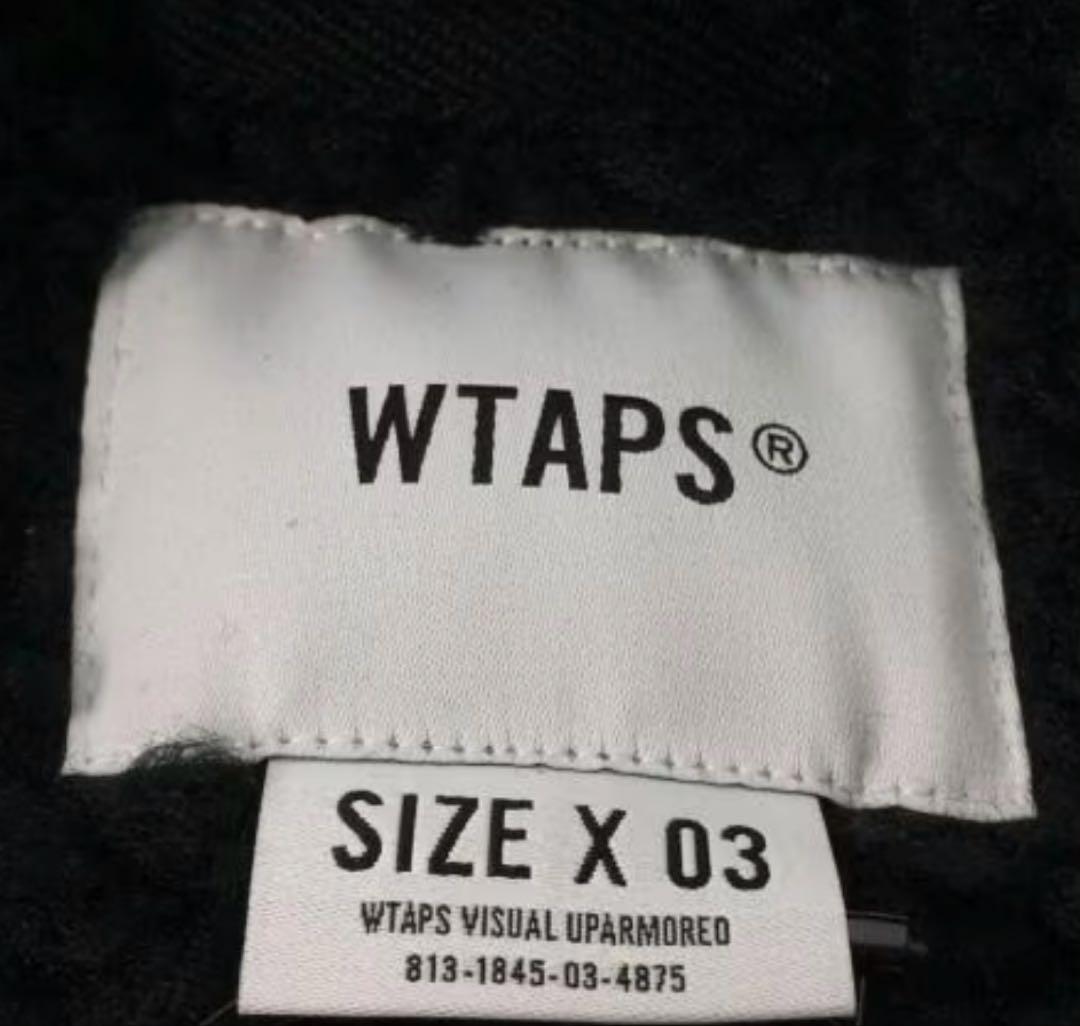 WTAPS®
SIZE X 03
WTAPS VISUAL UPARMORED
813-1845-03-4875